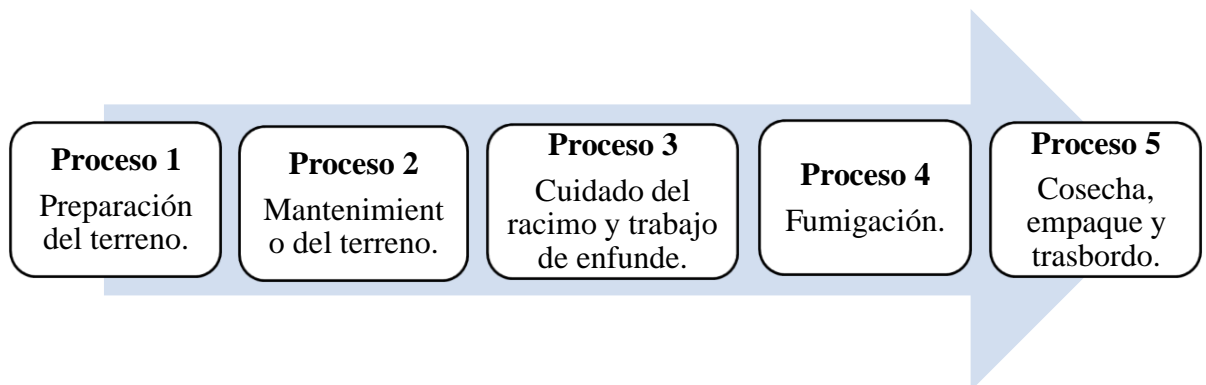 Proceso 1
Preparación
del terreno.
Proceso 2
Mantenimient
o del terreno.
Proceso 3
Cuidado del
racimo y trabajo
de enfunde.
Proceso 4
Fumigación.
Proceso 5
Cosecha,
empaque y
trasbordo.